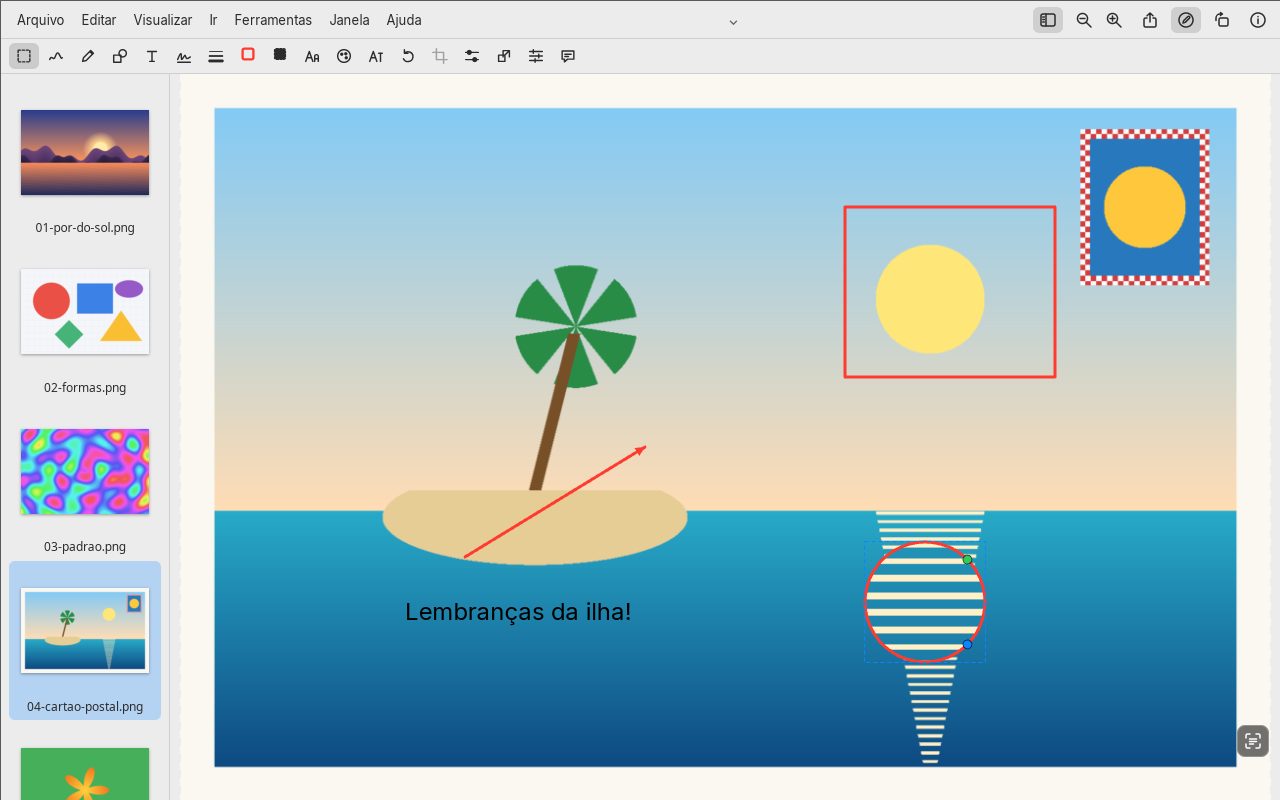 Arquivo Editar Visualizar Ir Ferramentas Janela Ajuda
01-por-do-sol.png
02-formas.png
03-padrao.png
04-cartao-postal.png
Lembranças da ilha!